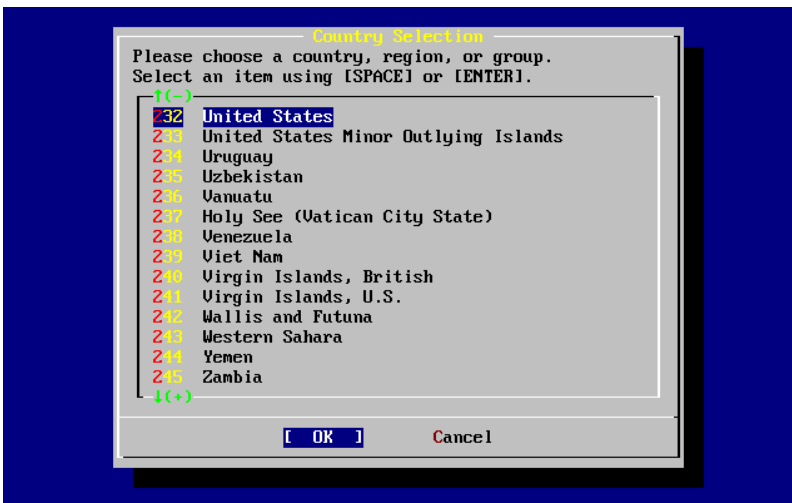 Country Selection
Please choose a country, region, or group.
Select an item using [SPACE] or [ENTER].
↑(-)
232 United States
233 United States Minor Outlying Islands
234 Uruguay
235 Uzbekistan
236 Vanuatu
237 Holy See (Vatican City State)
238 Venezuela
239 Viet Nam
240 Virgin Islands, British
241 Virgin Islands, U.S.
242 Wallis and Futuna
243 Western Sahara
244 Yemen
245 Zambia
↓(+)
[ OK ] Cancel